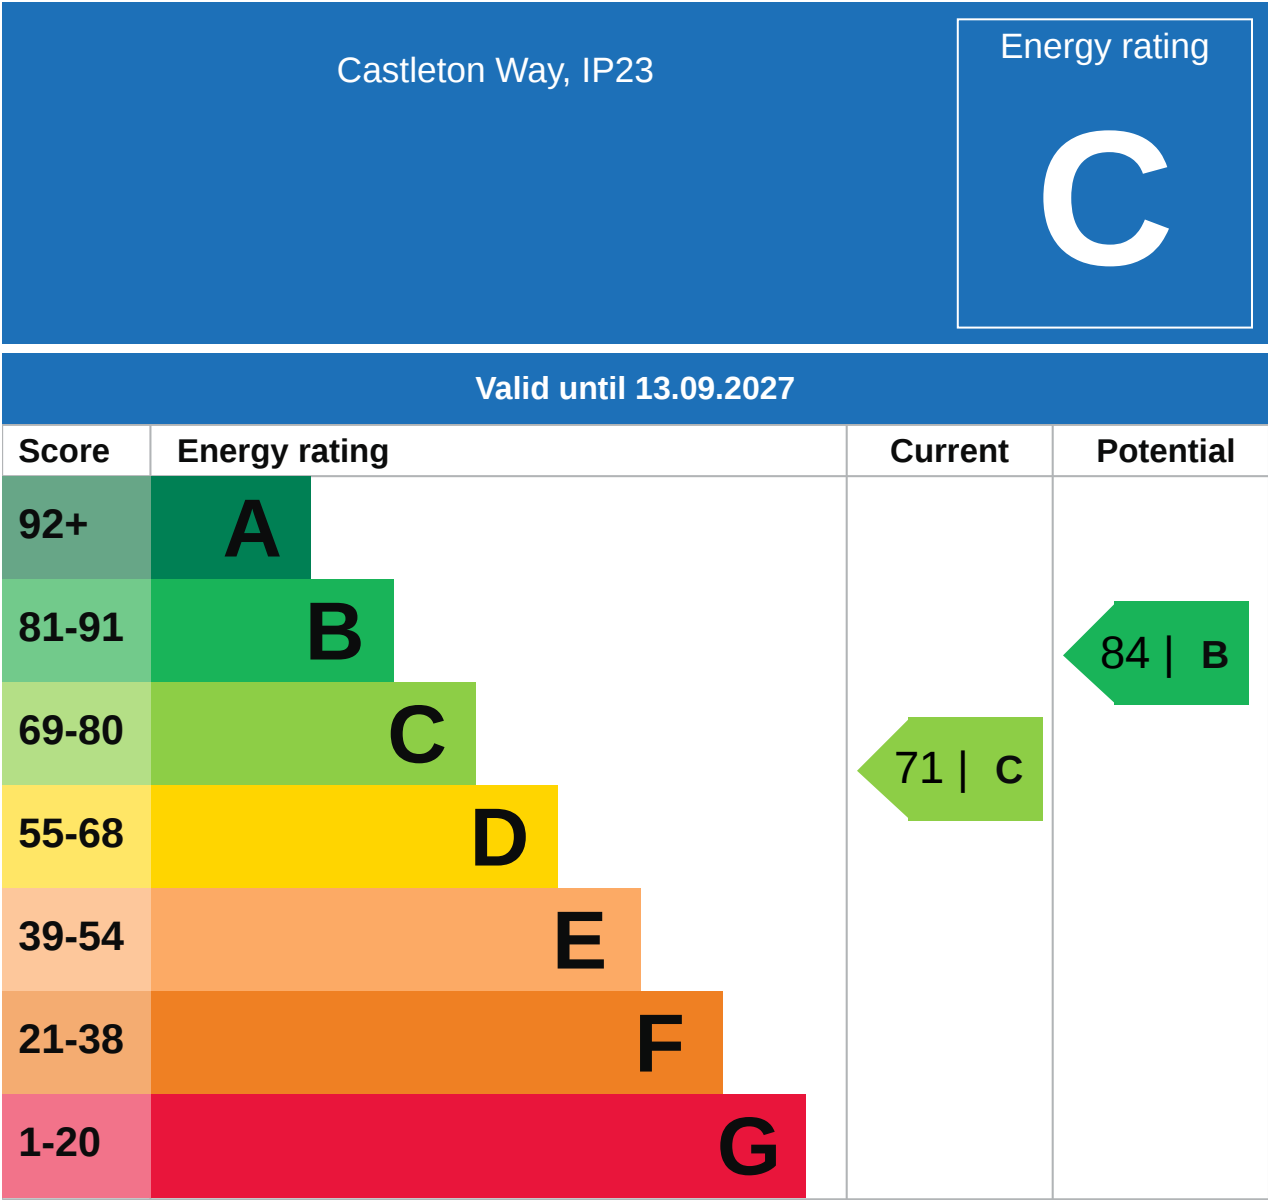 Castleton Way, IP23
Energy rating
C
Valid until 13.09.2027
Score Energy rating Current Potential
92+ A
81-91 B
84 | B
69-80 C
71 | C
55-68 D
39-54 E
21-38 F
1-20 G